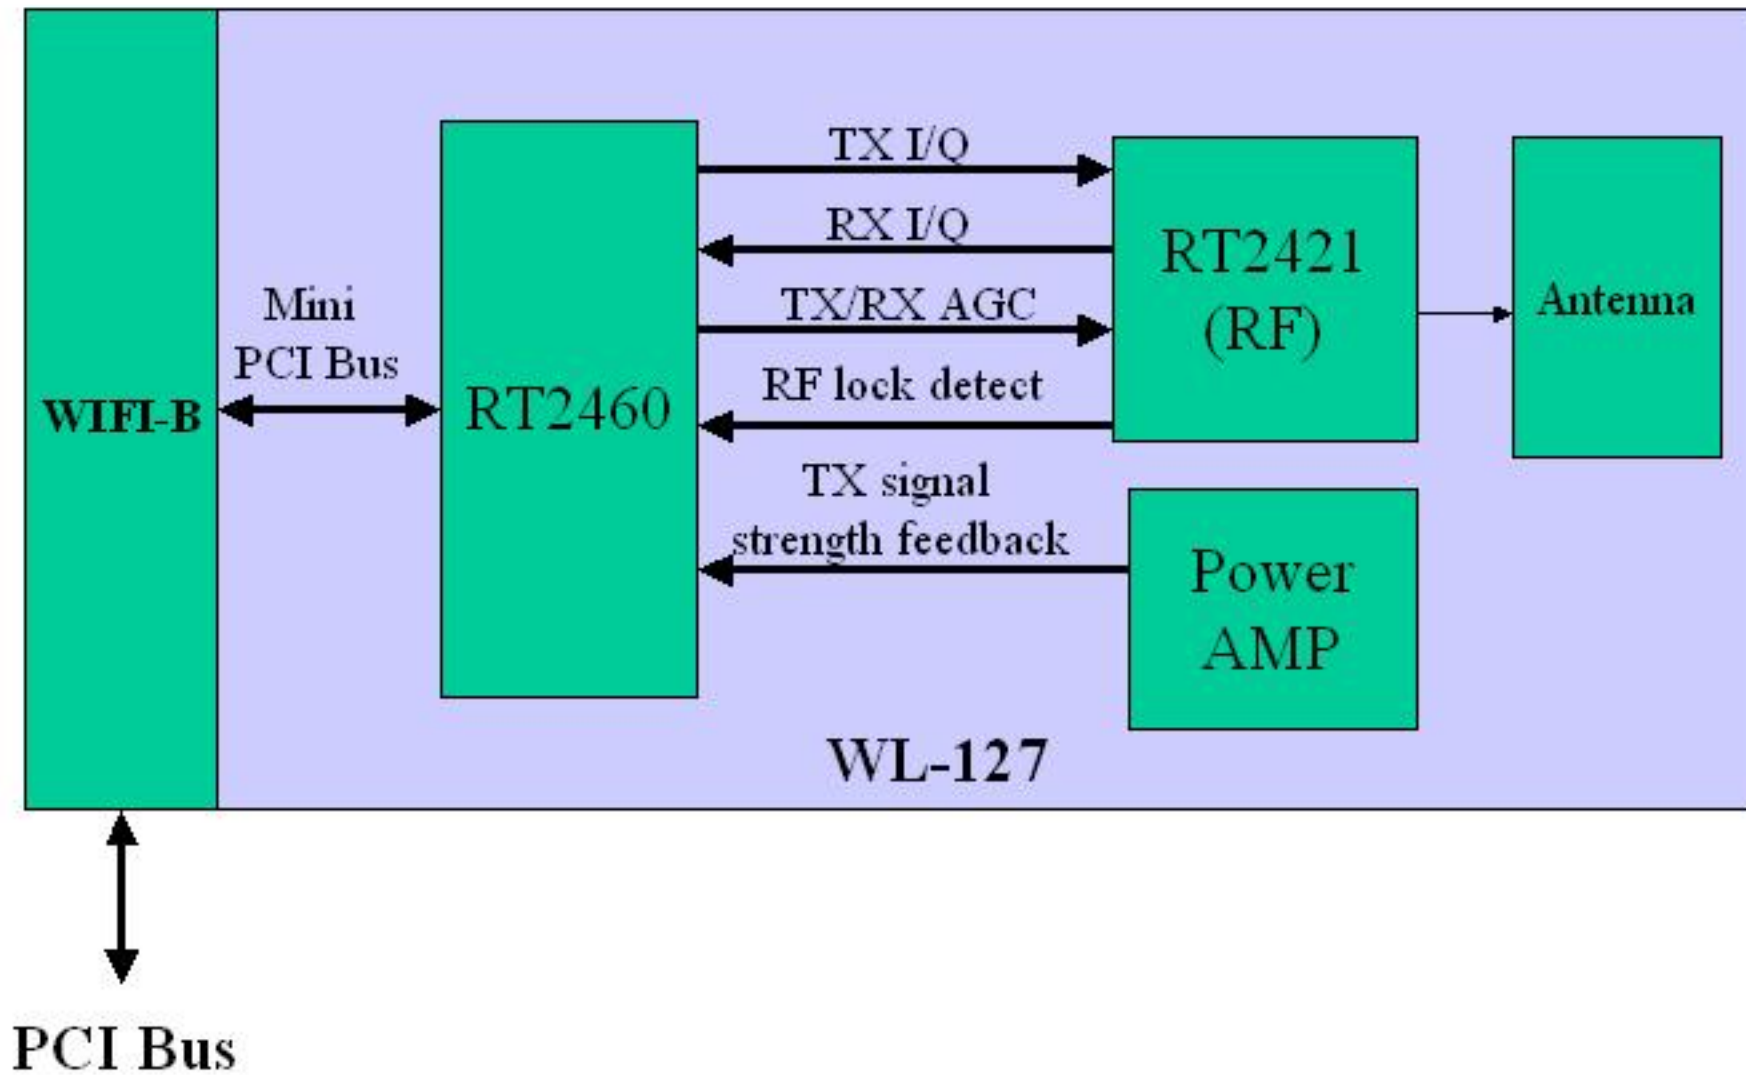 TX I/Q
RX I/Q
TX/RX AGC
RF lock detect
TX signal
strength feedback
Mini
PCI Bus
WIFI-B
RT2460
RT2421
(RF)
Antenna
Power
AMP
WL-127
PCI Bus